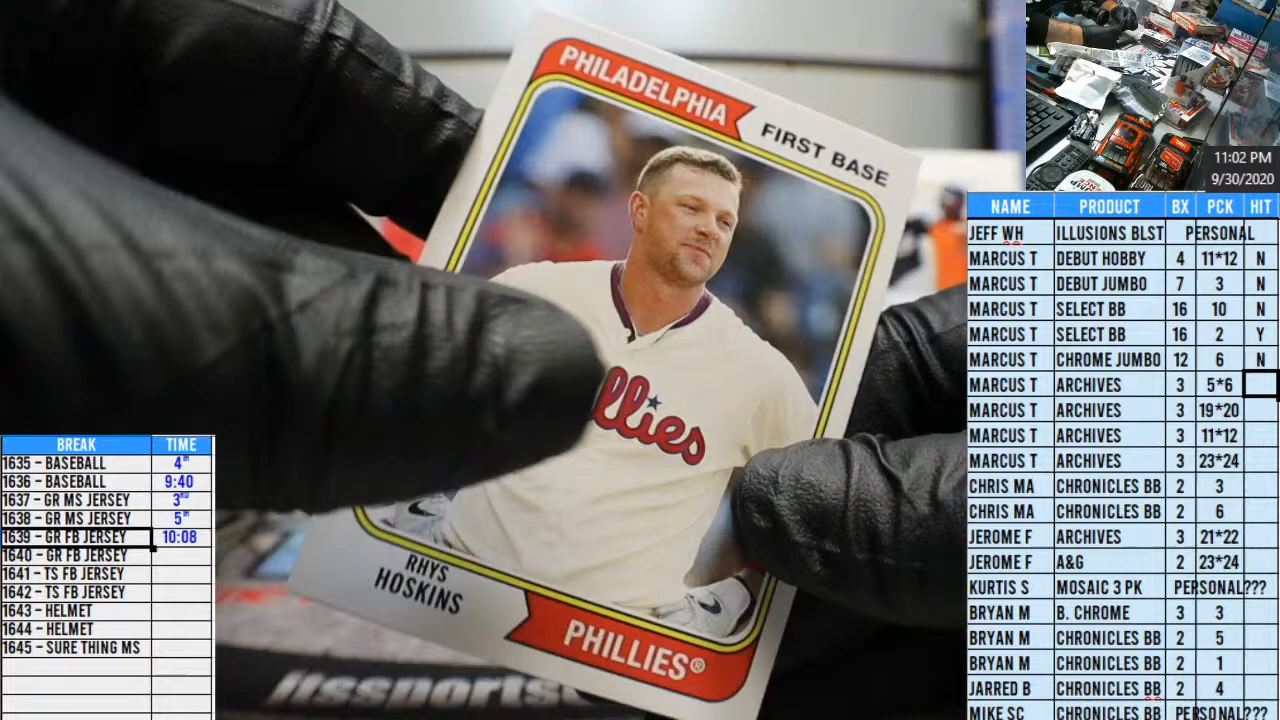 PHILADELPHIA
FIRST BASE
llies
RHYS
HOSKINS
PHILLIES®
itssports
11:02 PM
9/30/2020
NAME PRODUCT BX PCK HIT
JEFF WH ILLUSIONS BLST PERSONAL
MARCUS T DEBUT HOBBY 4 11*12 N
MARCUS T DEBUT JUMBO 7 3 N
MARCUS T SELECT BB 16 10 N
MARCUS T SELECT BB 16 2 Y
MARCUS T CHROME JUMBO 12 6 N
MARCUS T ARCHIVES 3 5*6
MARCUS T ARCHIVES 3 19*20
MARCUS T ARCHIVES 3 11*12
MARCUS T ARCHIVES 3 23*24
CHRIS MA CHRONICLES BB 2 3
CHRIS MA CHRONICLES BB 2 6
JEROME F ARCHIVES 3 21*22
JEROME F A&G 2 23*24
KURTIS S MOSAIC 3 PK PERSONAL???
BRYAN M B. CHROME 3 3
BRYAN M CHRONICLES BB 2 5
BRYAN M CHRONICLES BB 2 1
JARRED B CHRONICLES BB 2 4
MIKE SC CHRONICLES BB PERSONAL???
BREAK TIME
1635 - BASEBALL 4TH
1636 - BASEBALL 9:40
1637 - GR MS JERSEY 3RD
1638 - GR MS JERSEY 5TH
1639 - GR FB JERSEY 10:08
1640 - GR FB JERSEY
1641 - TS FB JERSEY
1642 - TS FB JERSEY
1643 - HELMET
1644 - HELMET
1645 - SURE THING MS